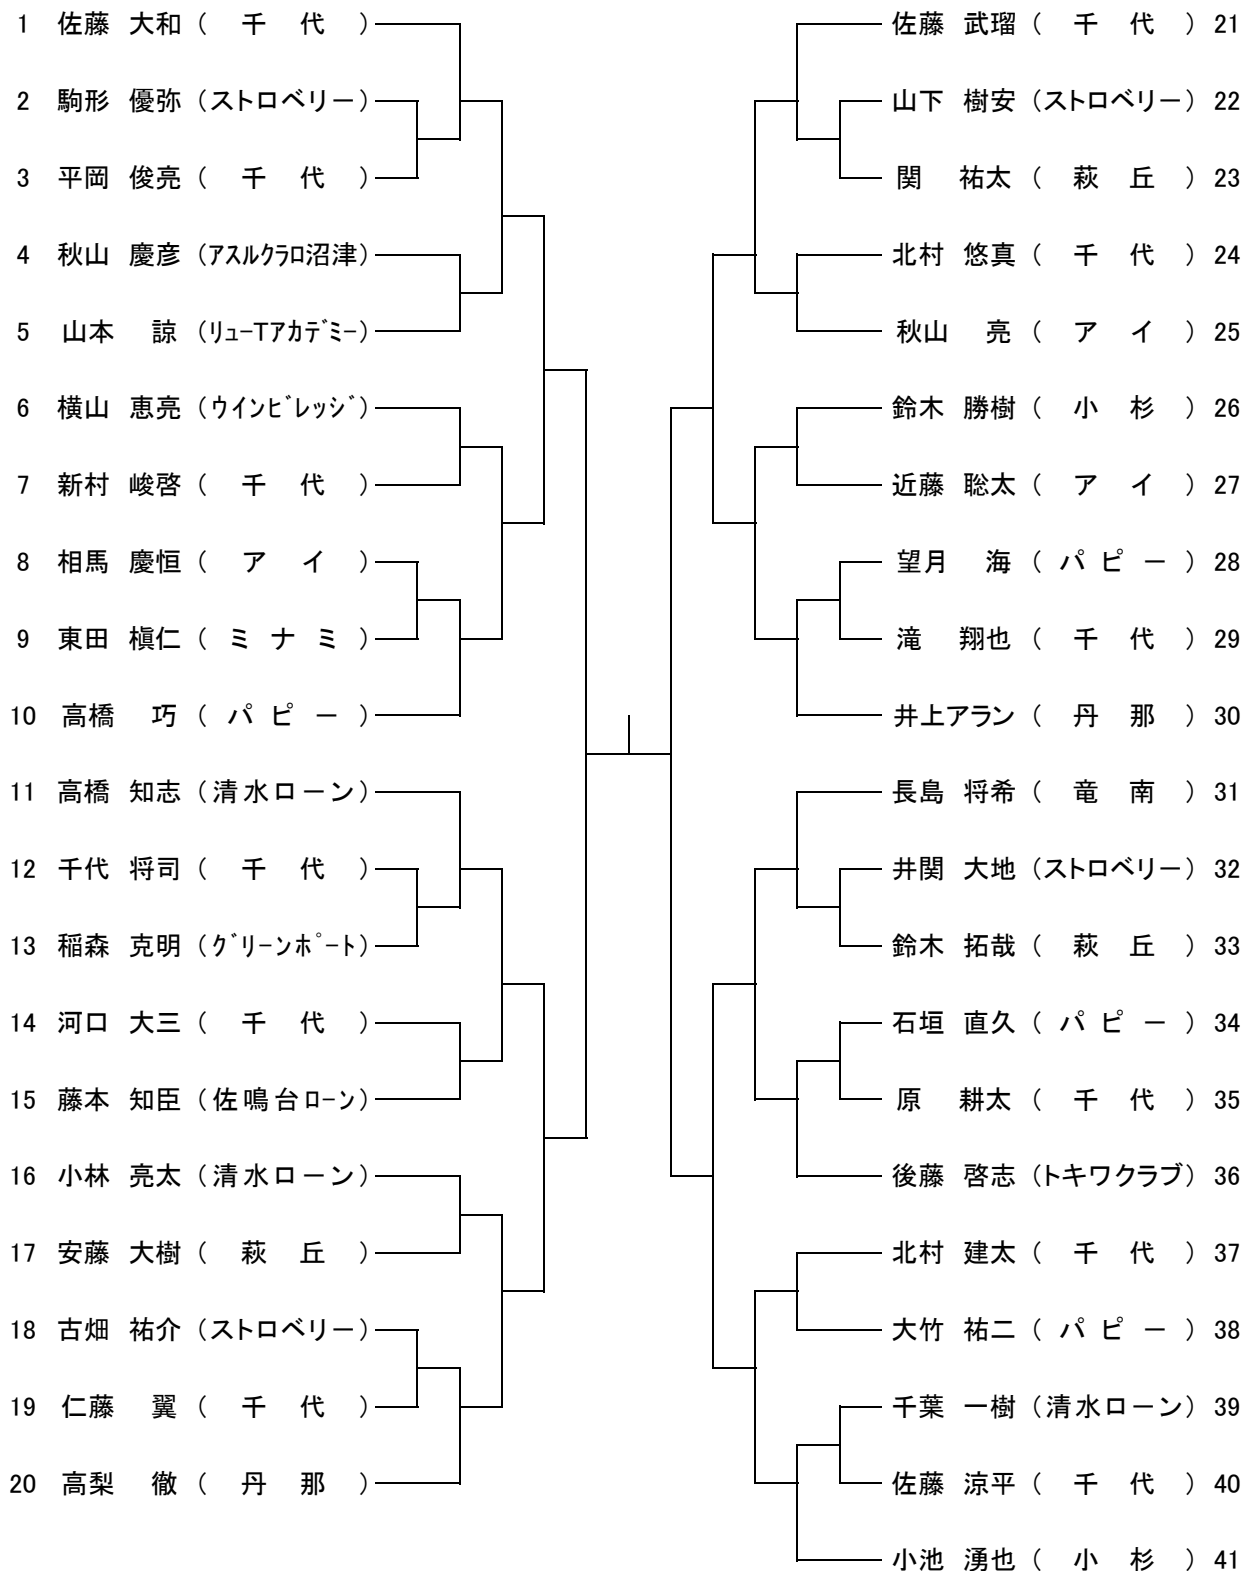 1 佐藤 大和 ( 千 代 )
2 駒形 優弥 (ストロベリー)
3 平岡 俊亮 ( 千 代 )
4 秋山 慶彦 (アスルクラロ沼津)
5 山本 諒 (リューTアカデミー)
6 横山 恵亮 (ウインビレッジ)
7 新村 峻啓 ( 千 代 )
8 相馬 慶恒 ( ア イ )
9 東田 槇仁 ( ミ ナ ミ )
10 高橋 巧 ( パ ピ ー )
11 高橋 知志 (清水ローン)
12 千代 将司 ( 千 代 )
13 稲森 克明 (グリーンポート)
14 河口 大三 ( 千 代 )
15 藤本 知臣 (佐鳴台ローン)
16 小林 亮太 (清水ローン)
17 安藤 大樹 ( 萩 丘 )
18 古畑 祐介 (ストロベリー)
19 仁藤 翼 ( 千 代 )
20 高梨 徹 ( 丹 那 )
佐藤 武瑠 ( 千 代 ) 21
山下 樹安 (ストロベリー) 22
関 祐太 ( 萩 丘 ) 23
北村 悠真 ( 千 代 ) 24
秋山 亮 ( ア イ ) 25
鈴木 勝樹 ( 小 杉 ) 26
近藤 聡太 ( ア イ ) 27
望月 海 ( パ ピ ー ) 28
滝 翔也 ( 千 代 ) 29
井上アラン ( 丹 那 ) 30
長島 将希 ( 竜 南 ) 31
井関 大地 (ストロベリー) 32
鈴木 拓哉 ( 萩 丘 ) 33
石垣 直久 ( パ ピ ー ) 34
原 耕太 ( 千 代 ) 35
後藤 啓志 (トキワクラブ) 36
北村 建太 ( 千 代 ) 37
大竹 祐二 ( パ ピ ー ) 38
千葉 一樹 (清水ローン) 39
佐藤 涼平 ( 千 代 ) 40
小池 湧也 ( 小 杉 ) 41